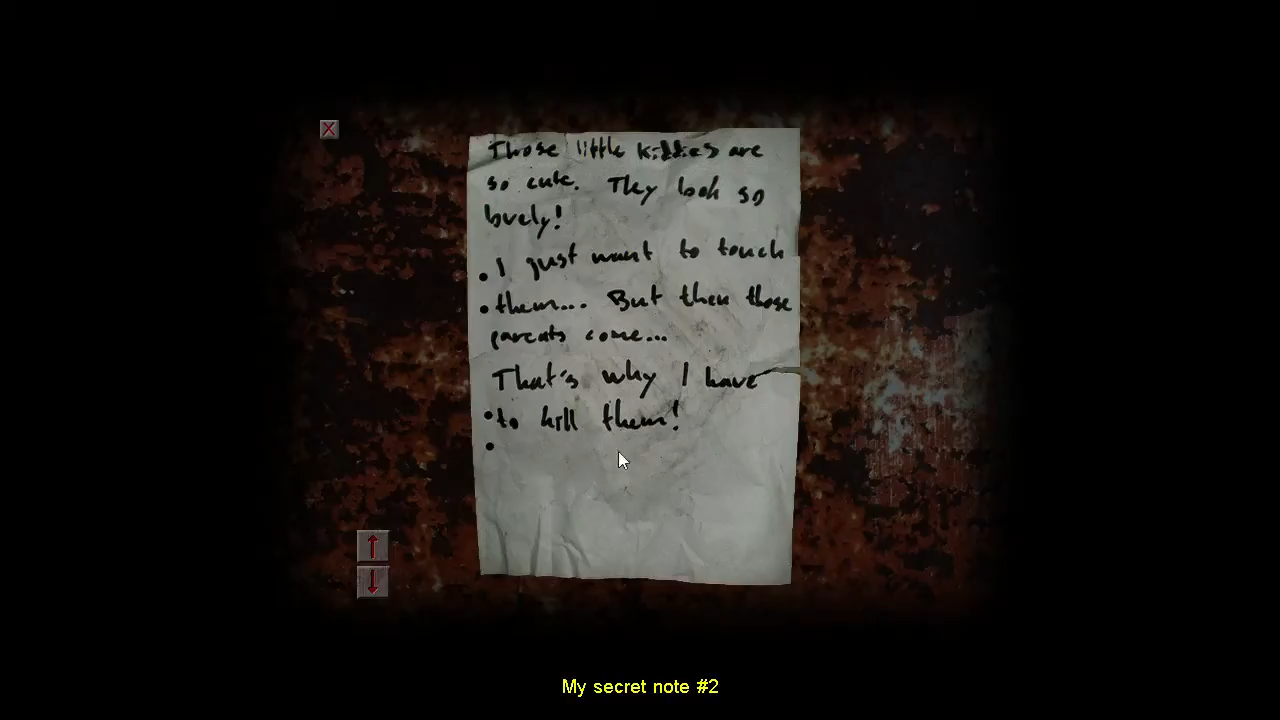 Those little kiddies are
so cute. They look so
lovely!
I just want to touch
them... But then those
parents come...
That's why I have
to kill them!
My secret note #2